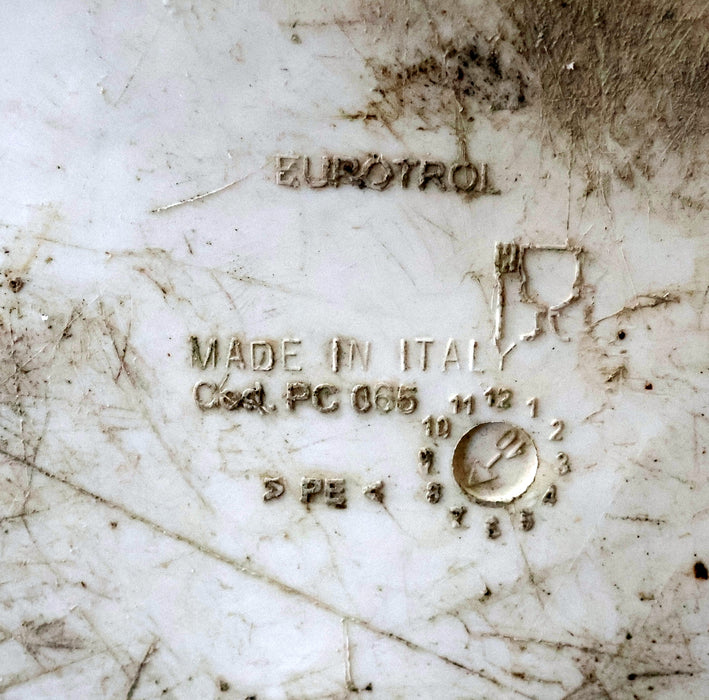 EUROTROL
MADE IN ITALY
Cod. PC 065
> PE <
12
11 1
10 2
9 3
8 4
7 5
6